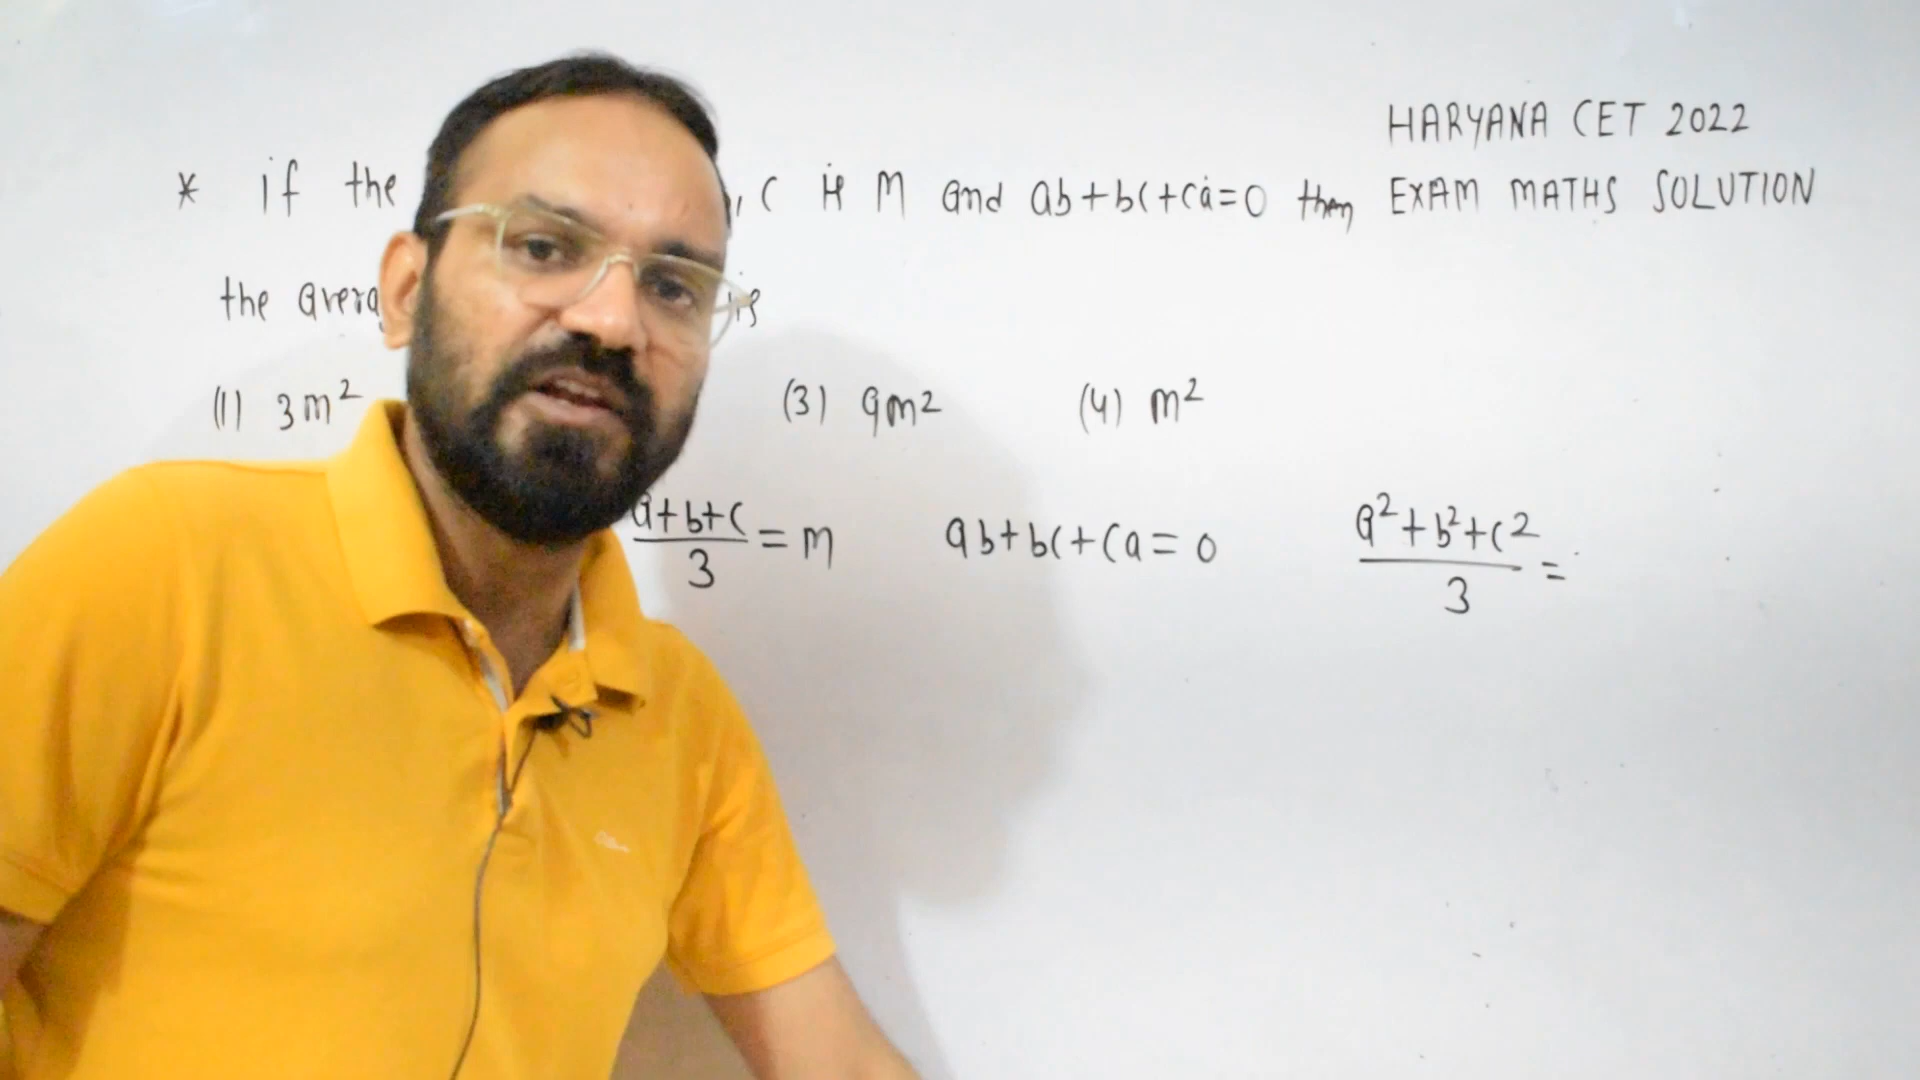 HARYANA CET 2022
* if the , C is M and ab+bc+ca=0 then EXAM MATHS SOLUTION
the avera is
(1) 3m² (3) 9m² (4) m²
a+b+c/3 = m ab+bc+ca=0 a²+b²+c²/3 =